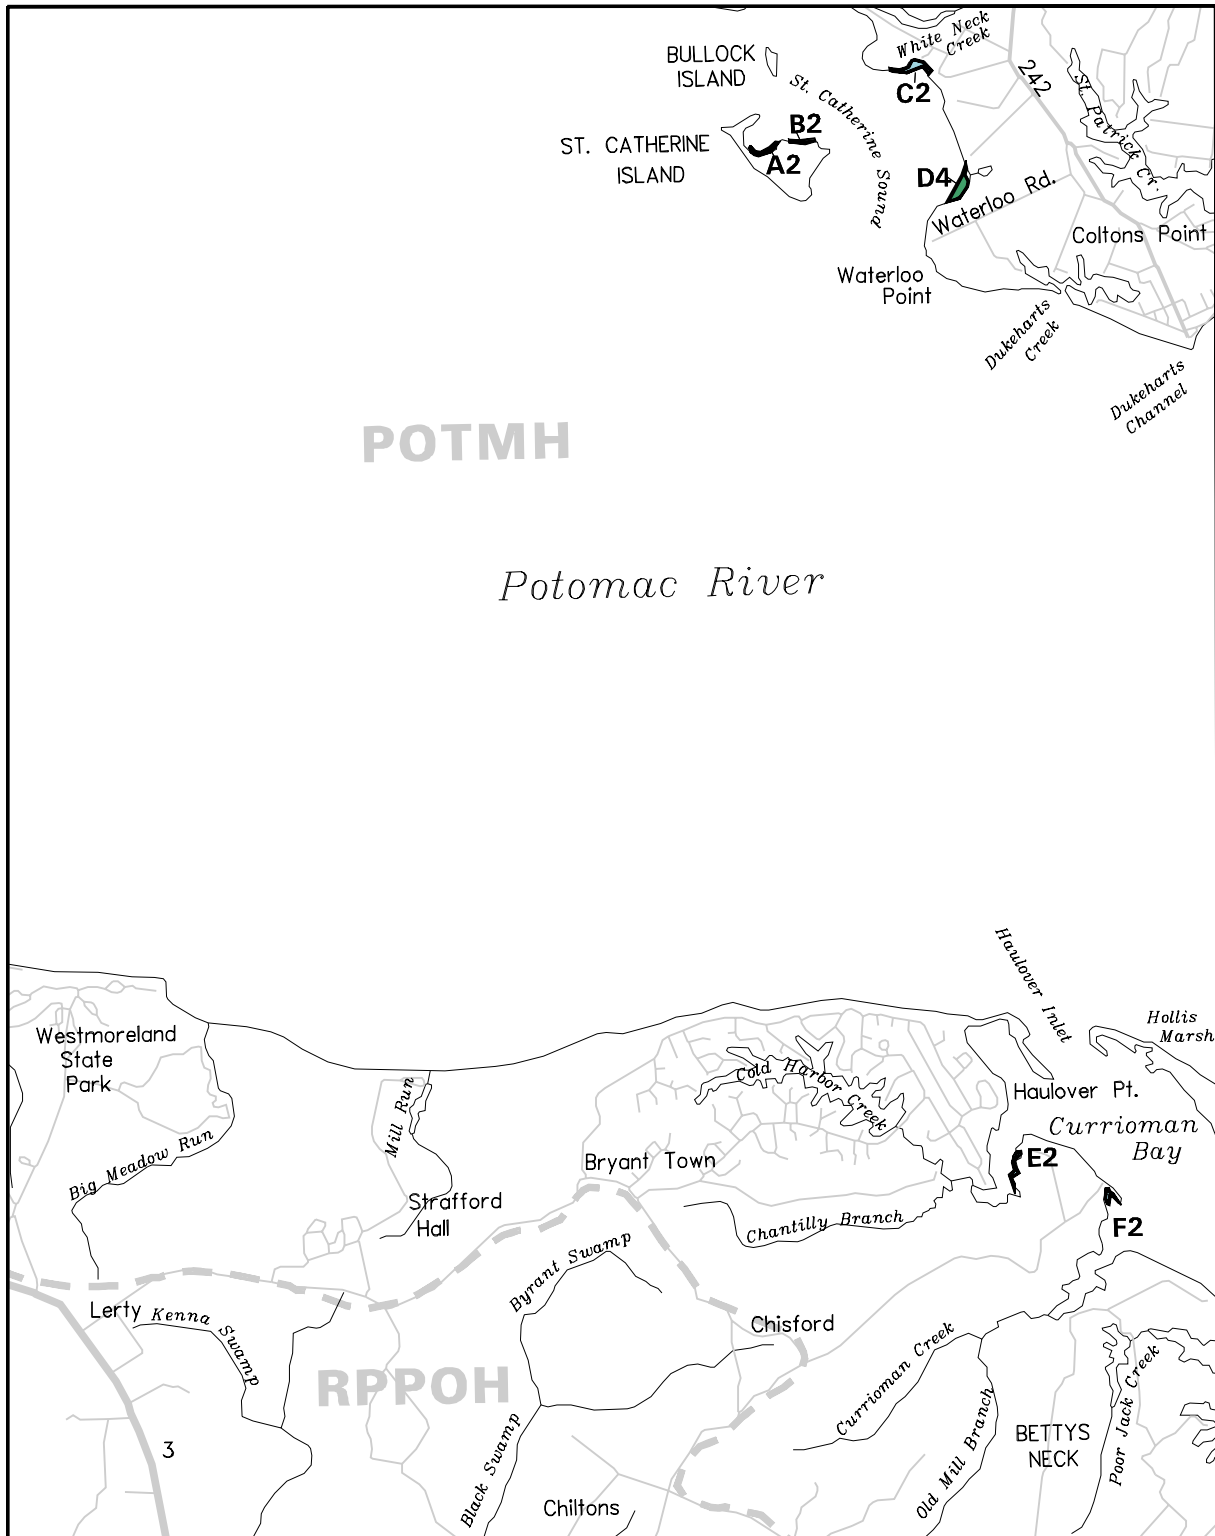 White Neck
Creek
BULLOCK
ISLAND
242
C2
St. Catherine Sound
St. Patrick Cr.
B2
ST. CATHERINE
ISLAND
A2
D4
Waterloo Rd.
Coltons Point
Waterloo
Point
Dukeharts
Creek
Dukeharts
Channel
POTMH
Potomac River
Haulover Inlet
Hollis
Marsh
Westmoreland
State
Park
Cold Harbor Creek
Haulover Pt.
Mill Run
Currioman
Bay
Big Meadow Run
Bryant Town
E2
Strafford
Hall
Chantilly Branch
F2
Byrant Swamp
Lerty
Kenna Swamp
Chisford
Currioman Creek
RPPOH
Poor Jack Creek
Old Mill Branch
BETTYS
NECK
3
Black Swamp
Chiltons